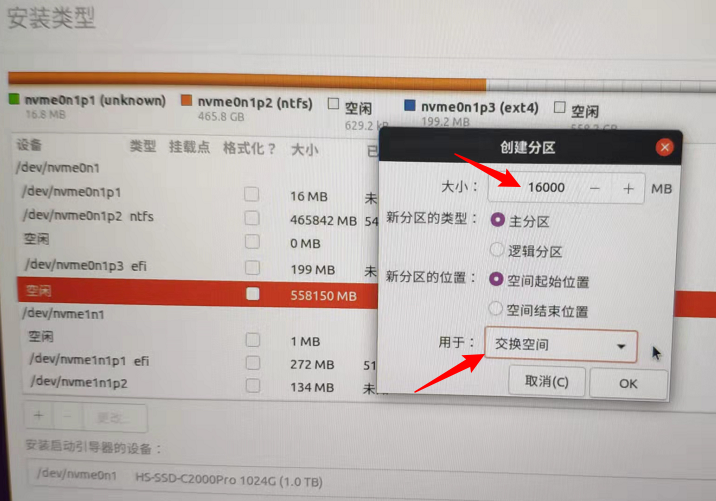 安装类型
nvme0n1p1 (unknown)
16.8 MB
nvme0n1p2 (ntfs)
465.8 GB
空闲
629.2 k
nvme0n1p3 (ext4)
199.2 MB
空闲
558.2 GB
设备 类型 挂载点 格式化？ 大小 已
/dev/nvme0n1
/dev/nvme0n1p1 16 MB 未
/dev/nvme0n1p2 ntfs 465842 MB 54
空闲 0 MB
/dev/nvme0n1p3 efi 199 MB 未
空闲 558150 MB
/dev/nvme1n1
空闲 1 MB
/dev/nvme1n1p1 efi 272 MB 51
/dev/nvme1n1p2 134 MB 未
+ − 更改...
安装启动引导器的设备：
/dev/nvme0n1 HS-SSD-C2000Pro 1024G (1.0 TB)
创建分区
大小： 16000 − + MB
新分区的类型： 主分区
逻辑分区
新分区的位置： 空间起始位置
空间结束位置
用于： 交换空间
取消(C) OK